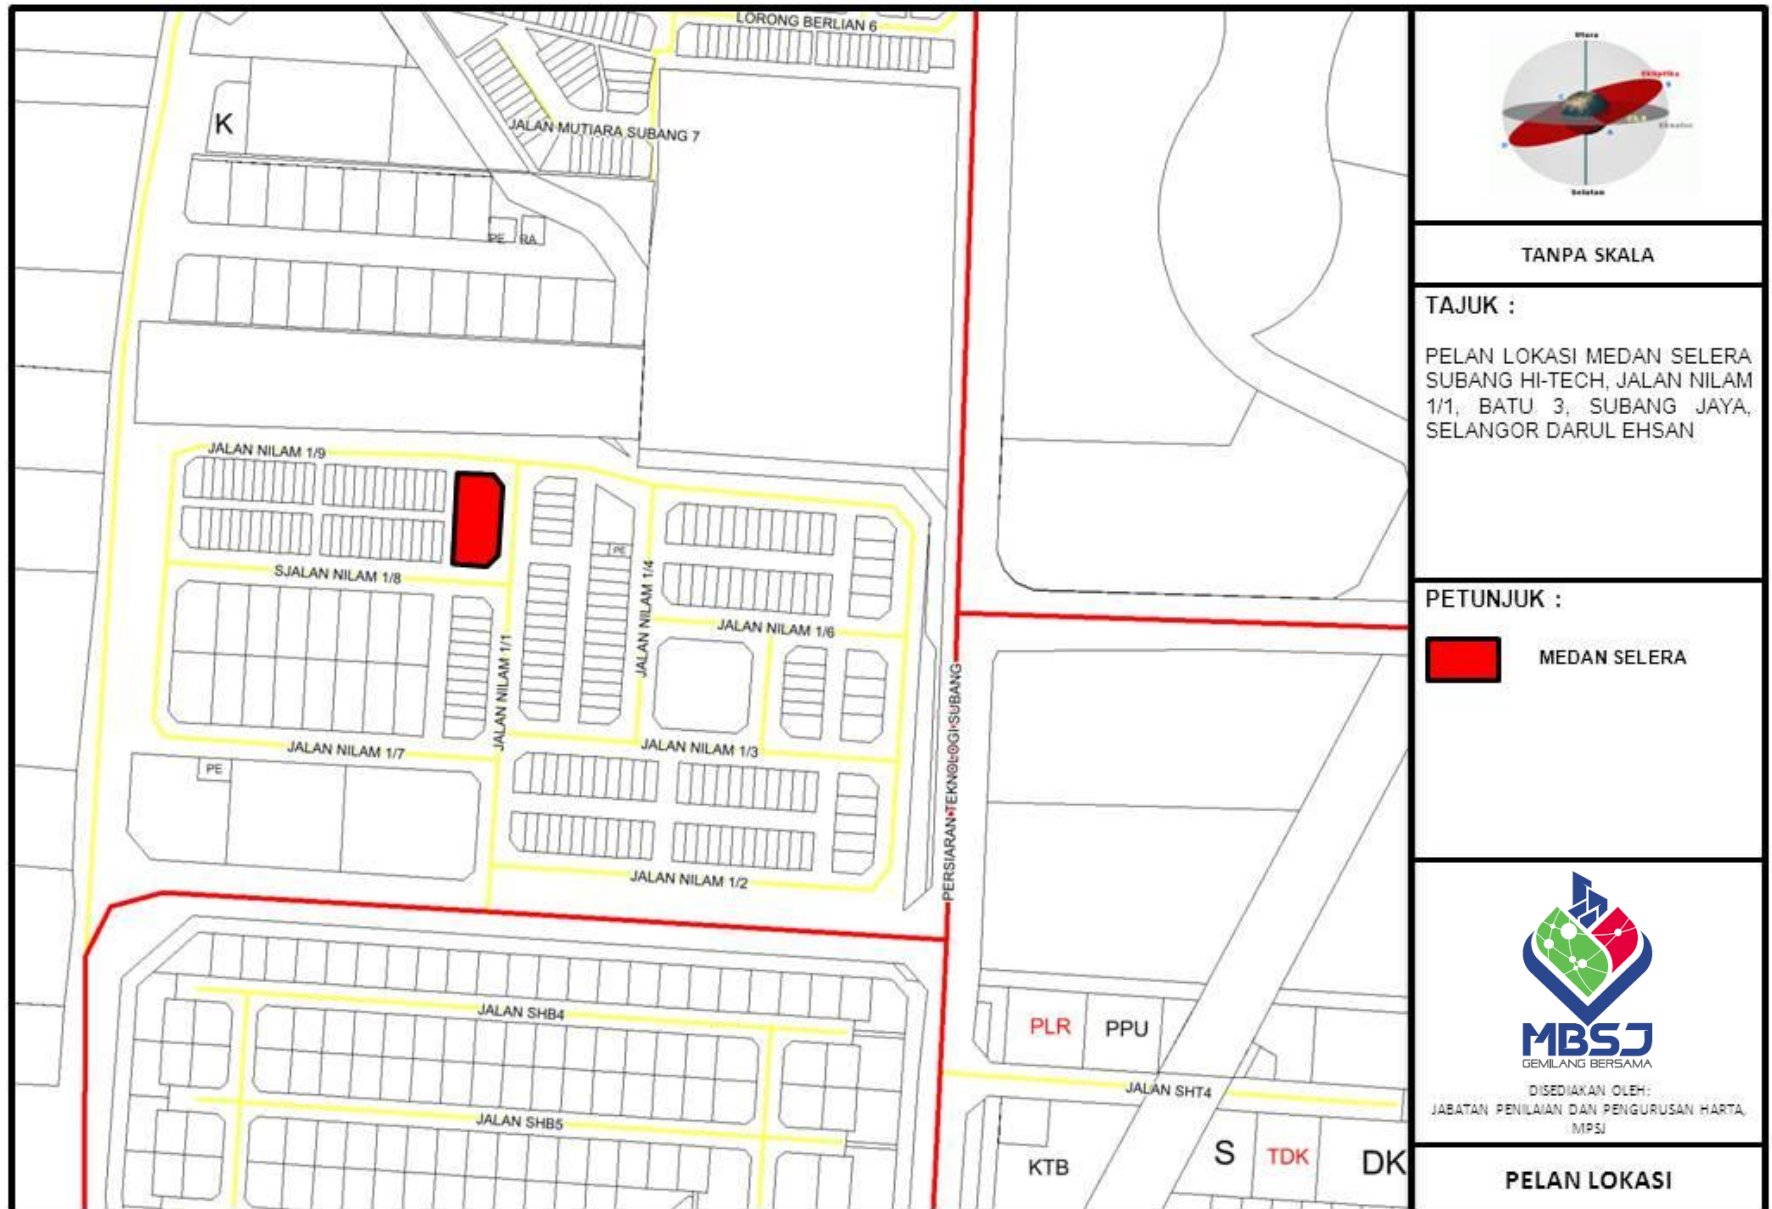 LORONG BERLIAN 6
K
JALAN MUTIARA SUBANG 7
PE
RA
JALAN NILAM 1/9
PE
SJALAN NILAM 1/8
JALAN NILAM 1/4
JALAN NILAM 1/6
JALAN NILAM 1/1
JALAN NILAM 1/7
JALAN NILAM 1/3
PE
PERSIARAN TEKNOLOGI SUBANG
JALAN NILAM 1/2
JALAN SHB4
PLR
PPU
JALAN SHT4
JALAN SHB5
KTB
S
TDK
DK
Utara
Ekliptika
Selatan
TANPA SKALA
TAJUK :
PELAN LOKASI MEDAN SELERA
SUBANG HI-TECH, JALAN NILAM
1/1, BATU 3, SUBANG JAYA,
SELANGOR DARUL EHSAN
PETUNJUK :
MEDAN SELERA
MBSJ
GEMILANG BERSAMA
DISEDIAKAN OLEH:
JABATAN PENILAIAN DAN PENGURUSAN HARTA,
MPSJ
PELAN LOKASI